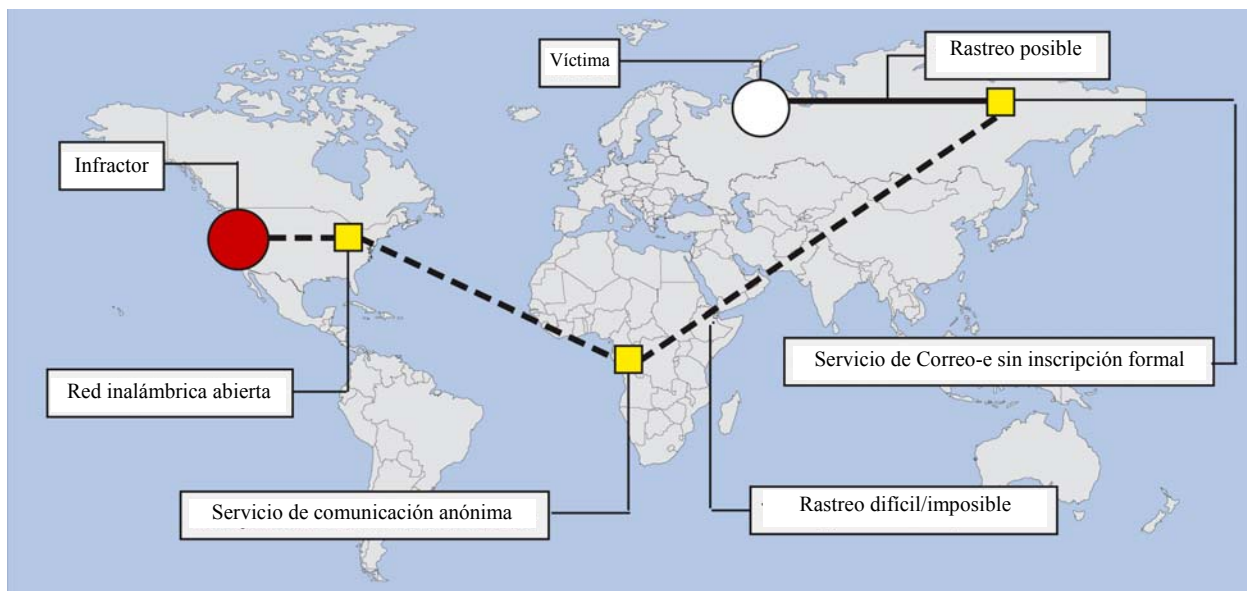 Víctima
Rastreo posible
Infractor
Servicio de Correo-e sin inscripción formal
Red inalámbrica abierta
Servicio de comunicación anónima
Rastreo difícil/imposible